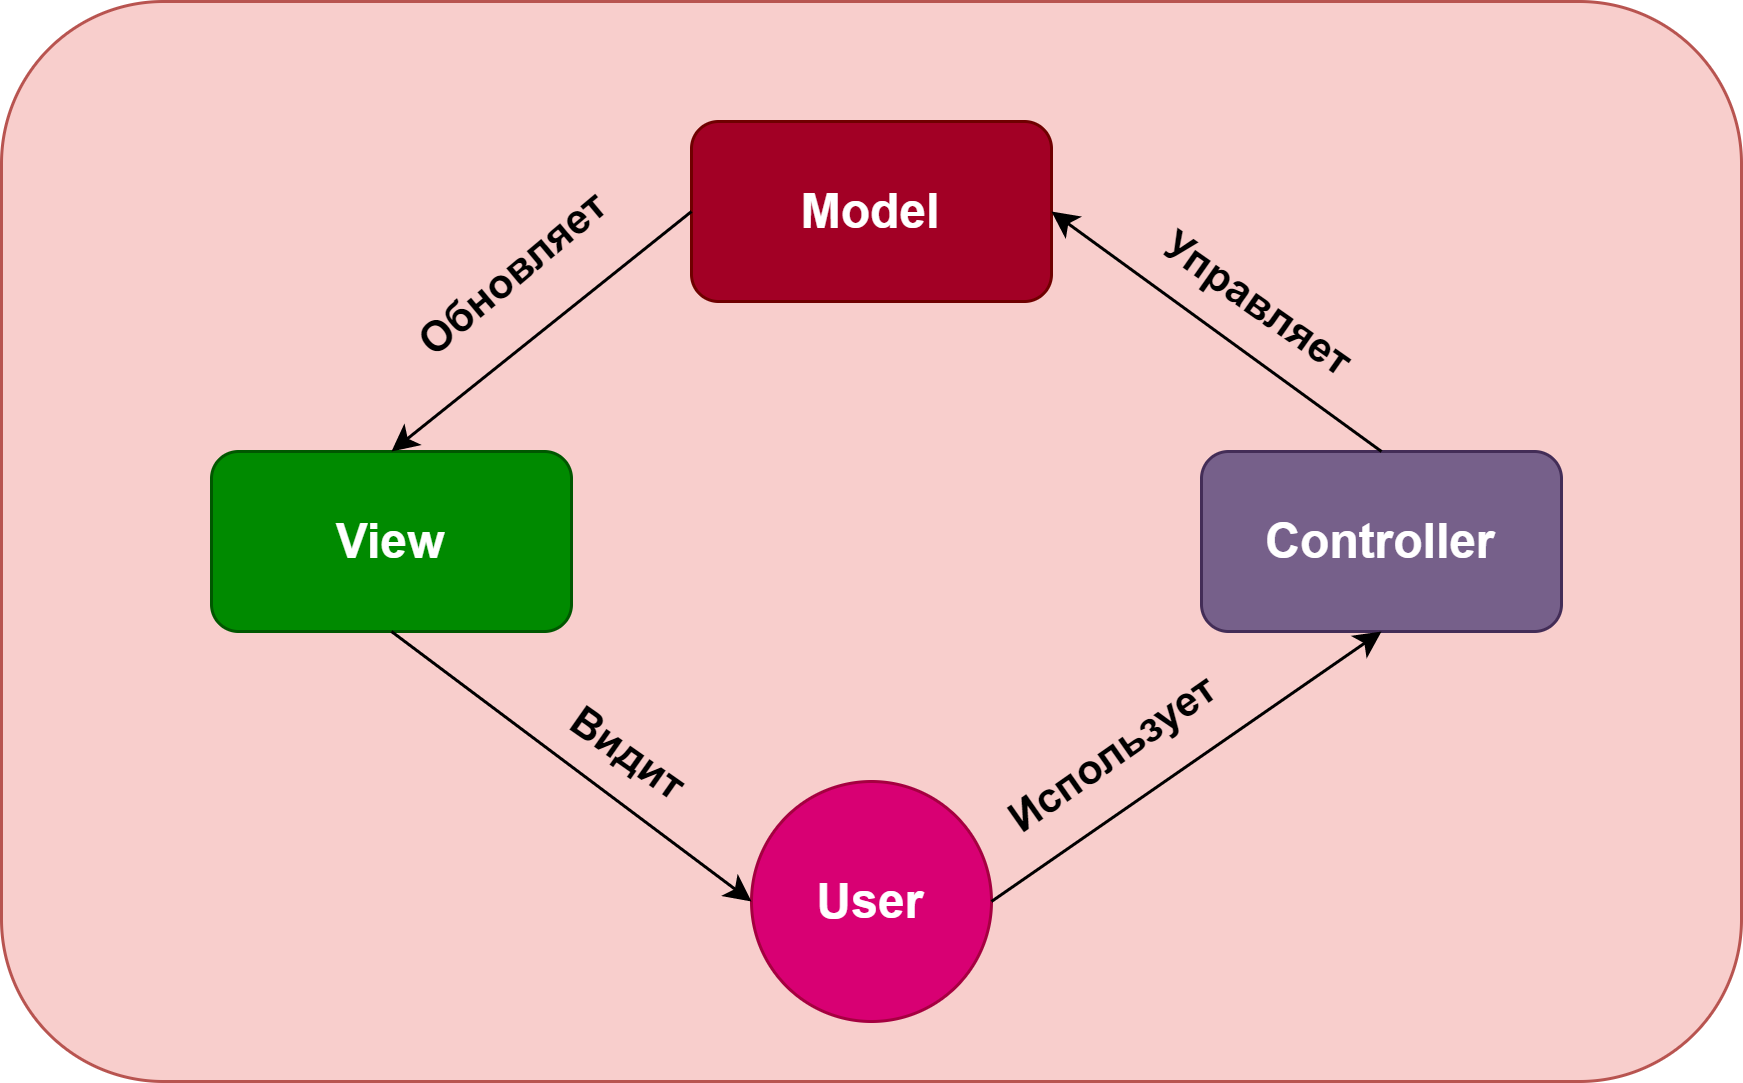 Model
Обновляет
Управляет
View
Controller
Видит
Использует
User